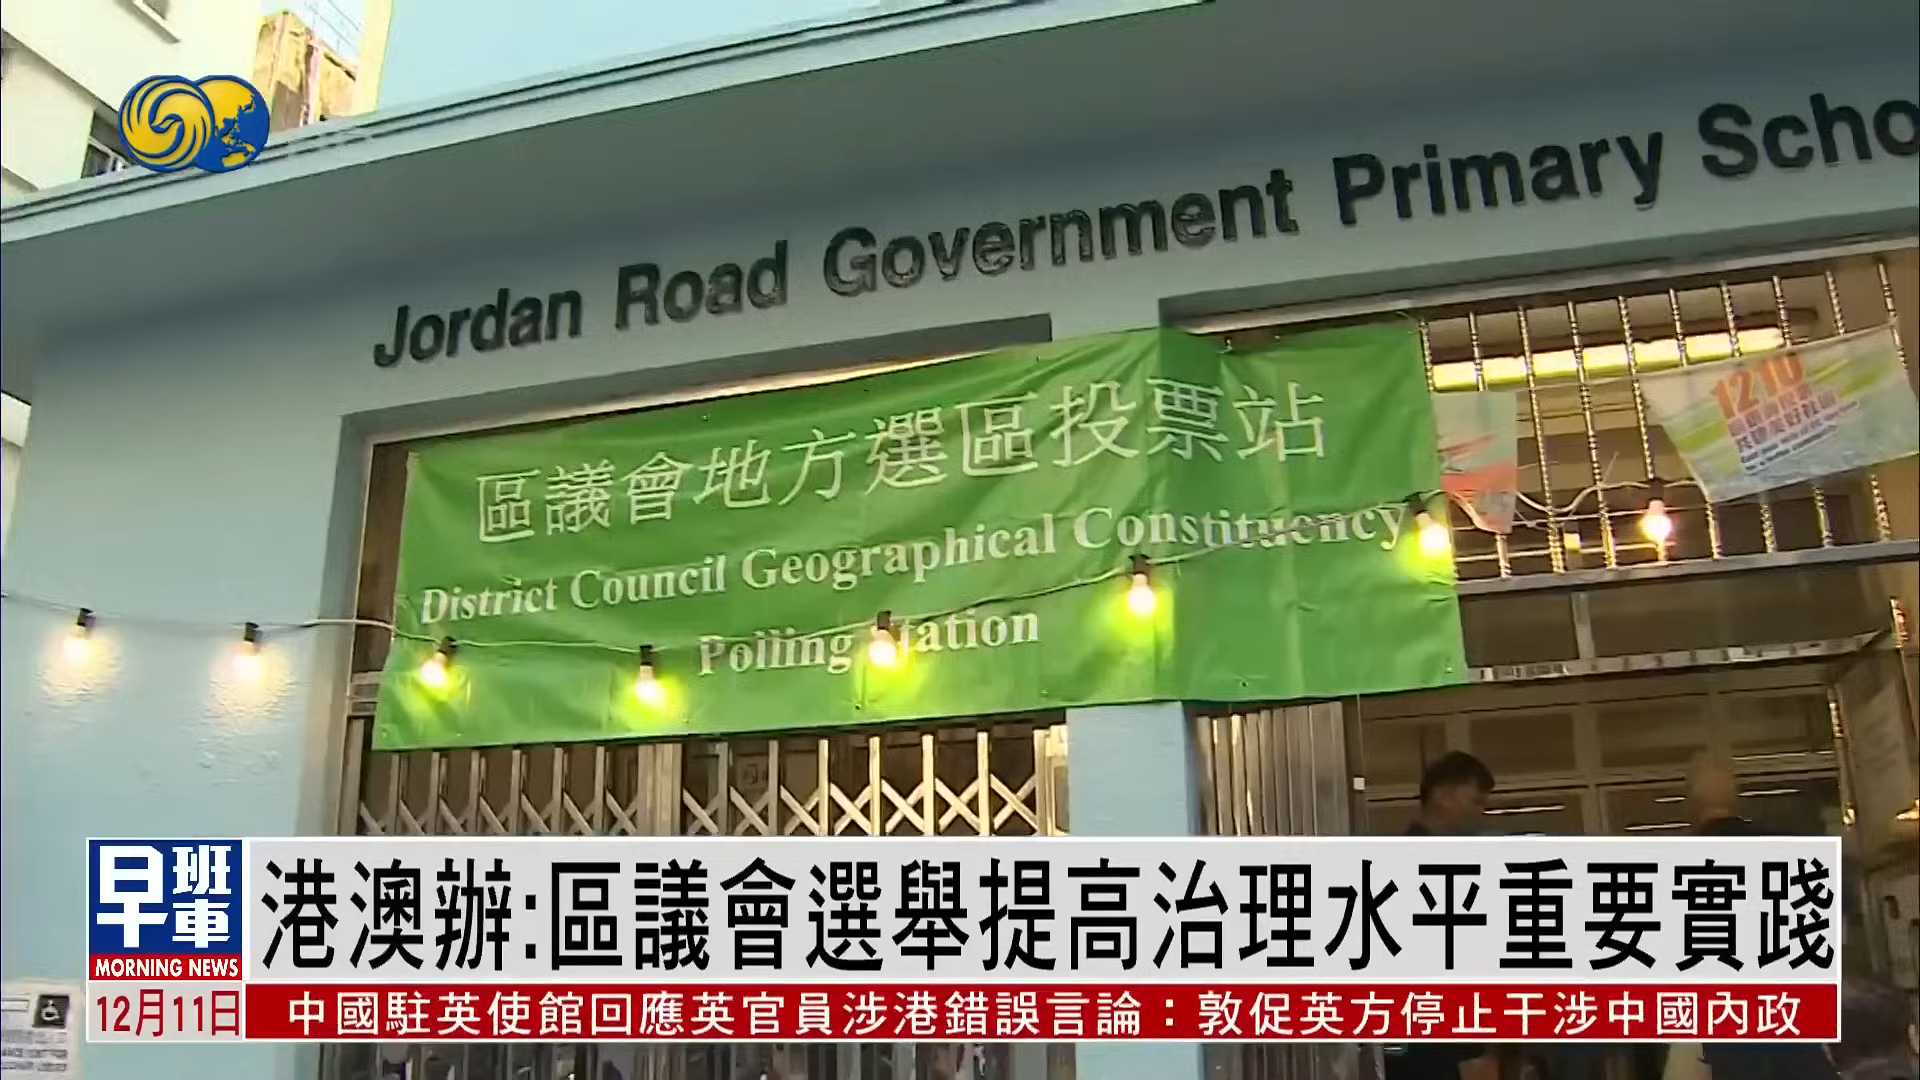 Jordan Road Government Primary Scho
區議會地方選區投票站
District Council Geographical Constituency
Polling Station
1210
早班車
MORNING NEWS
港澳辦:區議會選舉提高治理水平重要實踐
12月11日
中國駐英使館回應英官員涉港錯誤言論：敦促英方停止干涉中國內政